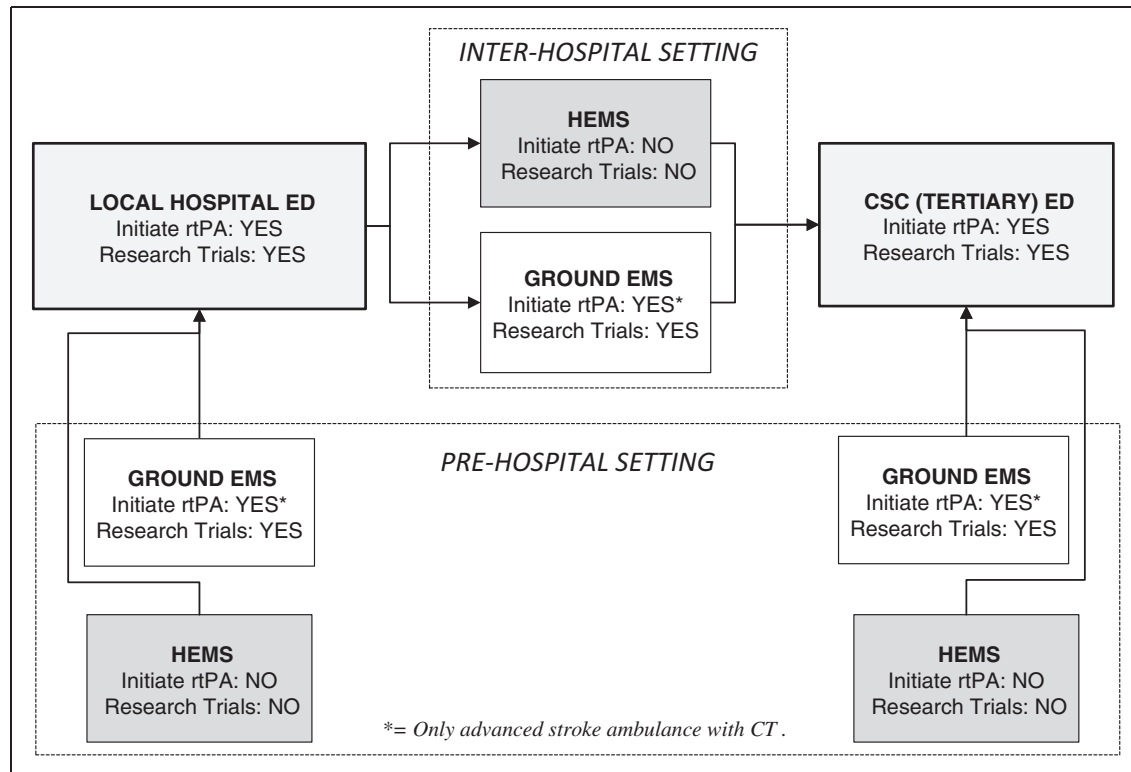 INTER-HOSPITAL SETTING
HEMS
Initiate rtPA: NO
Research Trials: NO
LOCAL HOSPITAL ED
Initiate rtPA: YES
Research Trials: YES
GROUND EMS
Initiate rtPA: YES*
Research Trials: YES
CSC (TERTIARY) ED
Initiate rtPA: YES
Research Trials: YES
PRE-HOSPITAL SETTING
GROUND EMS
Initiate rtPA: YES*
Research Trials: YES
HEMS
Initiate rtPA: NO
Research Trials: NO
GROUND EMS
Initiate rtPA: YES*
Research Trials: YES
HEMS
Initiate rtPA: NO
Research Trials: NO
*= Only advanced stroke ambulance with CT .